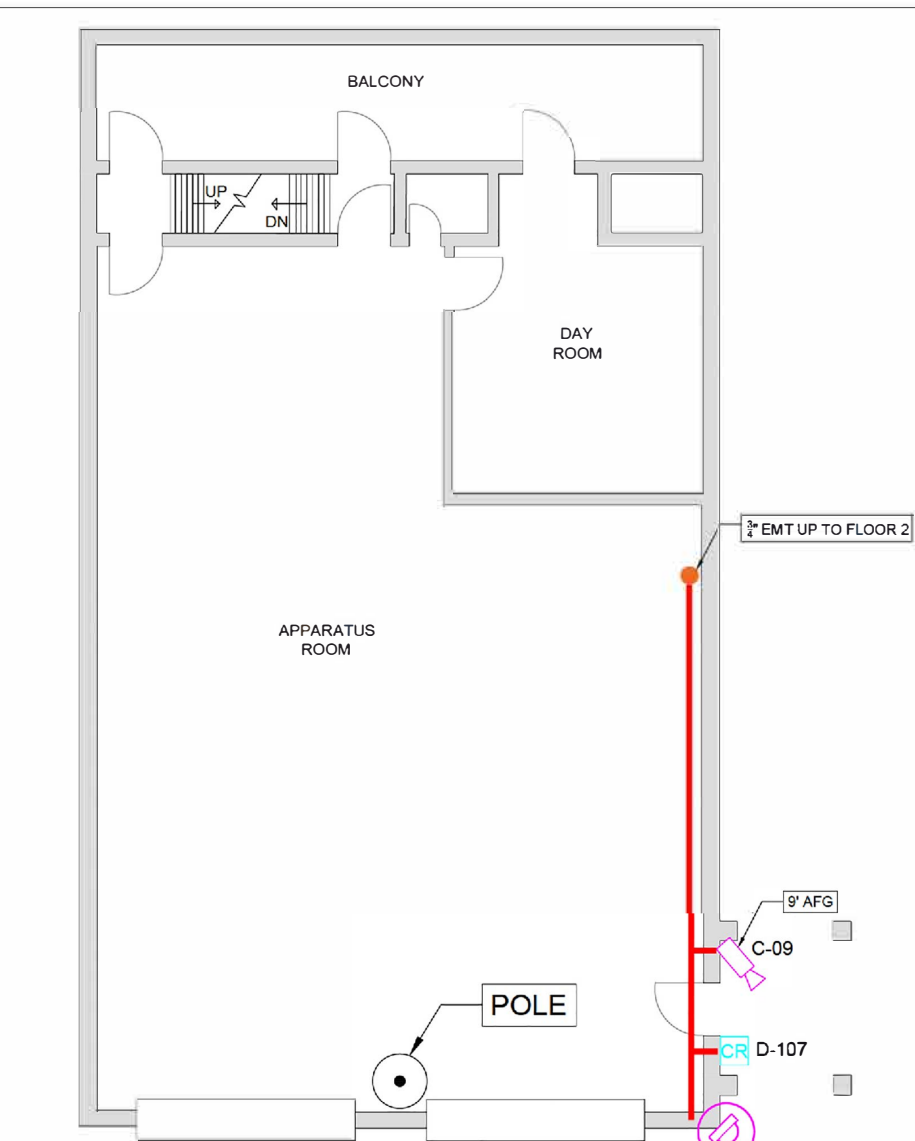 BALCONY
UP
DN
DAY
ROOM
3/4" EMT UP TO FLOOR 2
APPARATUS
ROOM
9' AFG
C-09
POLE
CR D-107